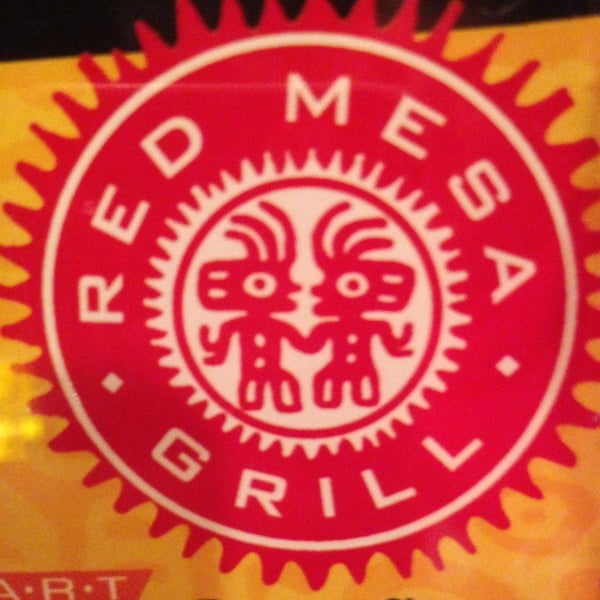 RED MESA
· GRILL ·
A·R·T